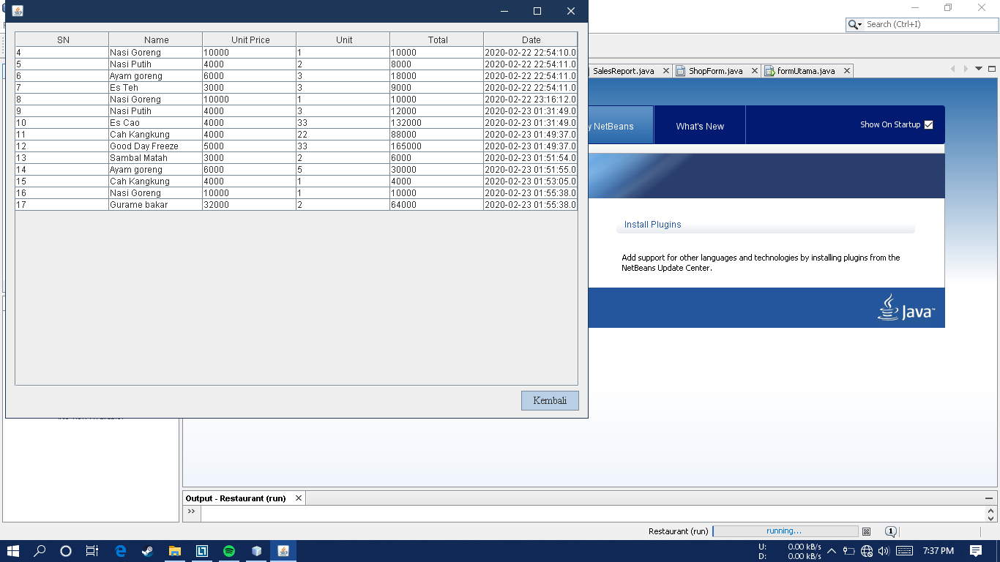 Search (Ctrl+I)
SN Name Unit Price Unit Total Date
4 Nasi Goreng 10000 1 10000 2020-02-22 22:54:10.0
5 Nasi Putih 4000 2 8000 2020-02-22 22:54:11.0
6 Ayam goreng 6000 3 18000 2020-02-22 22:54:11.0
7 Es Teh 3000 3 9000 2020-02-22 22:54:11.0
8 Nasi Goreng 10000 1 10000 2020-02-22 23:16:12.0
9 Nasi Putih 4000 3 12000 2020-02-23 01:31:49.0
10 Es Cao 4000 33 132000 2020-02-23 01:31:49.0
11 Cah Kangkung 4000 22 88000 2020-02-23 01:49:37.0
12 Good Day Freeze 5000 33 165000 2020-02-23 01:49:37.0
13 Sambal Matah 3000 2 6000 2020-02-23 01:51:54.0
14 Ayam goreng 6000 5 30000 2020-02-23 01:51:55.0
15 Cah Kangkung 4000 1 4000 2020-02-23 01:53:05.0
16 Nasi Goreng 10000 1 10000 2020-02-23 01:55:38.0
17 Gurame bakar 32000 2 64000 2020-02-23 01:55:38.0
Kembali
SalesReport.java ShopForm.java formUtama.java
y NetBeans What's New Show On Startup
Install Plugins
Add support for other languages and technologies by installing plugins from the
NetBeans Update Center.
Java™
Output - Restaurant (run)
>>
Restaurant (run) running... 1
U: 0.00 kB/s
D: 0.00 kB/s
7:37 PM